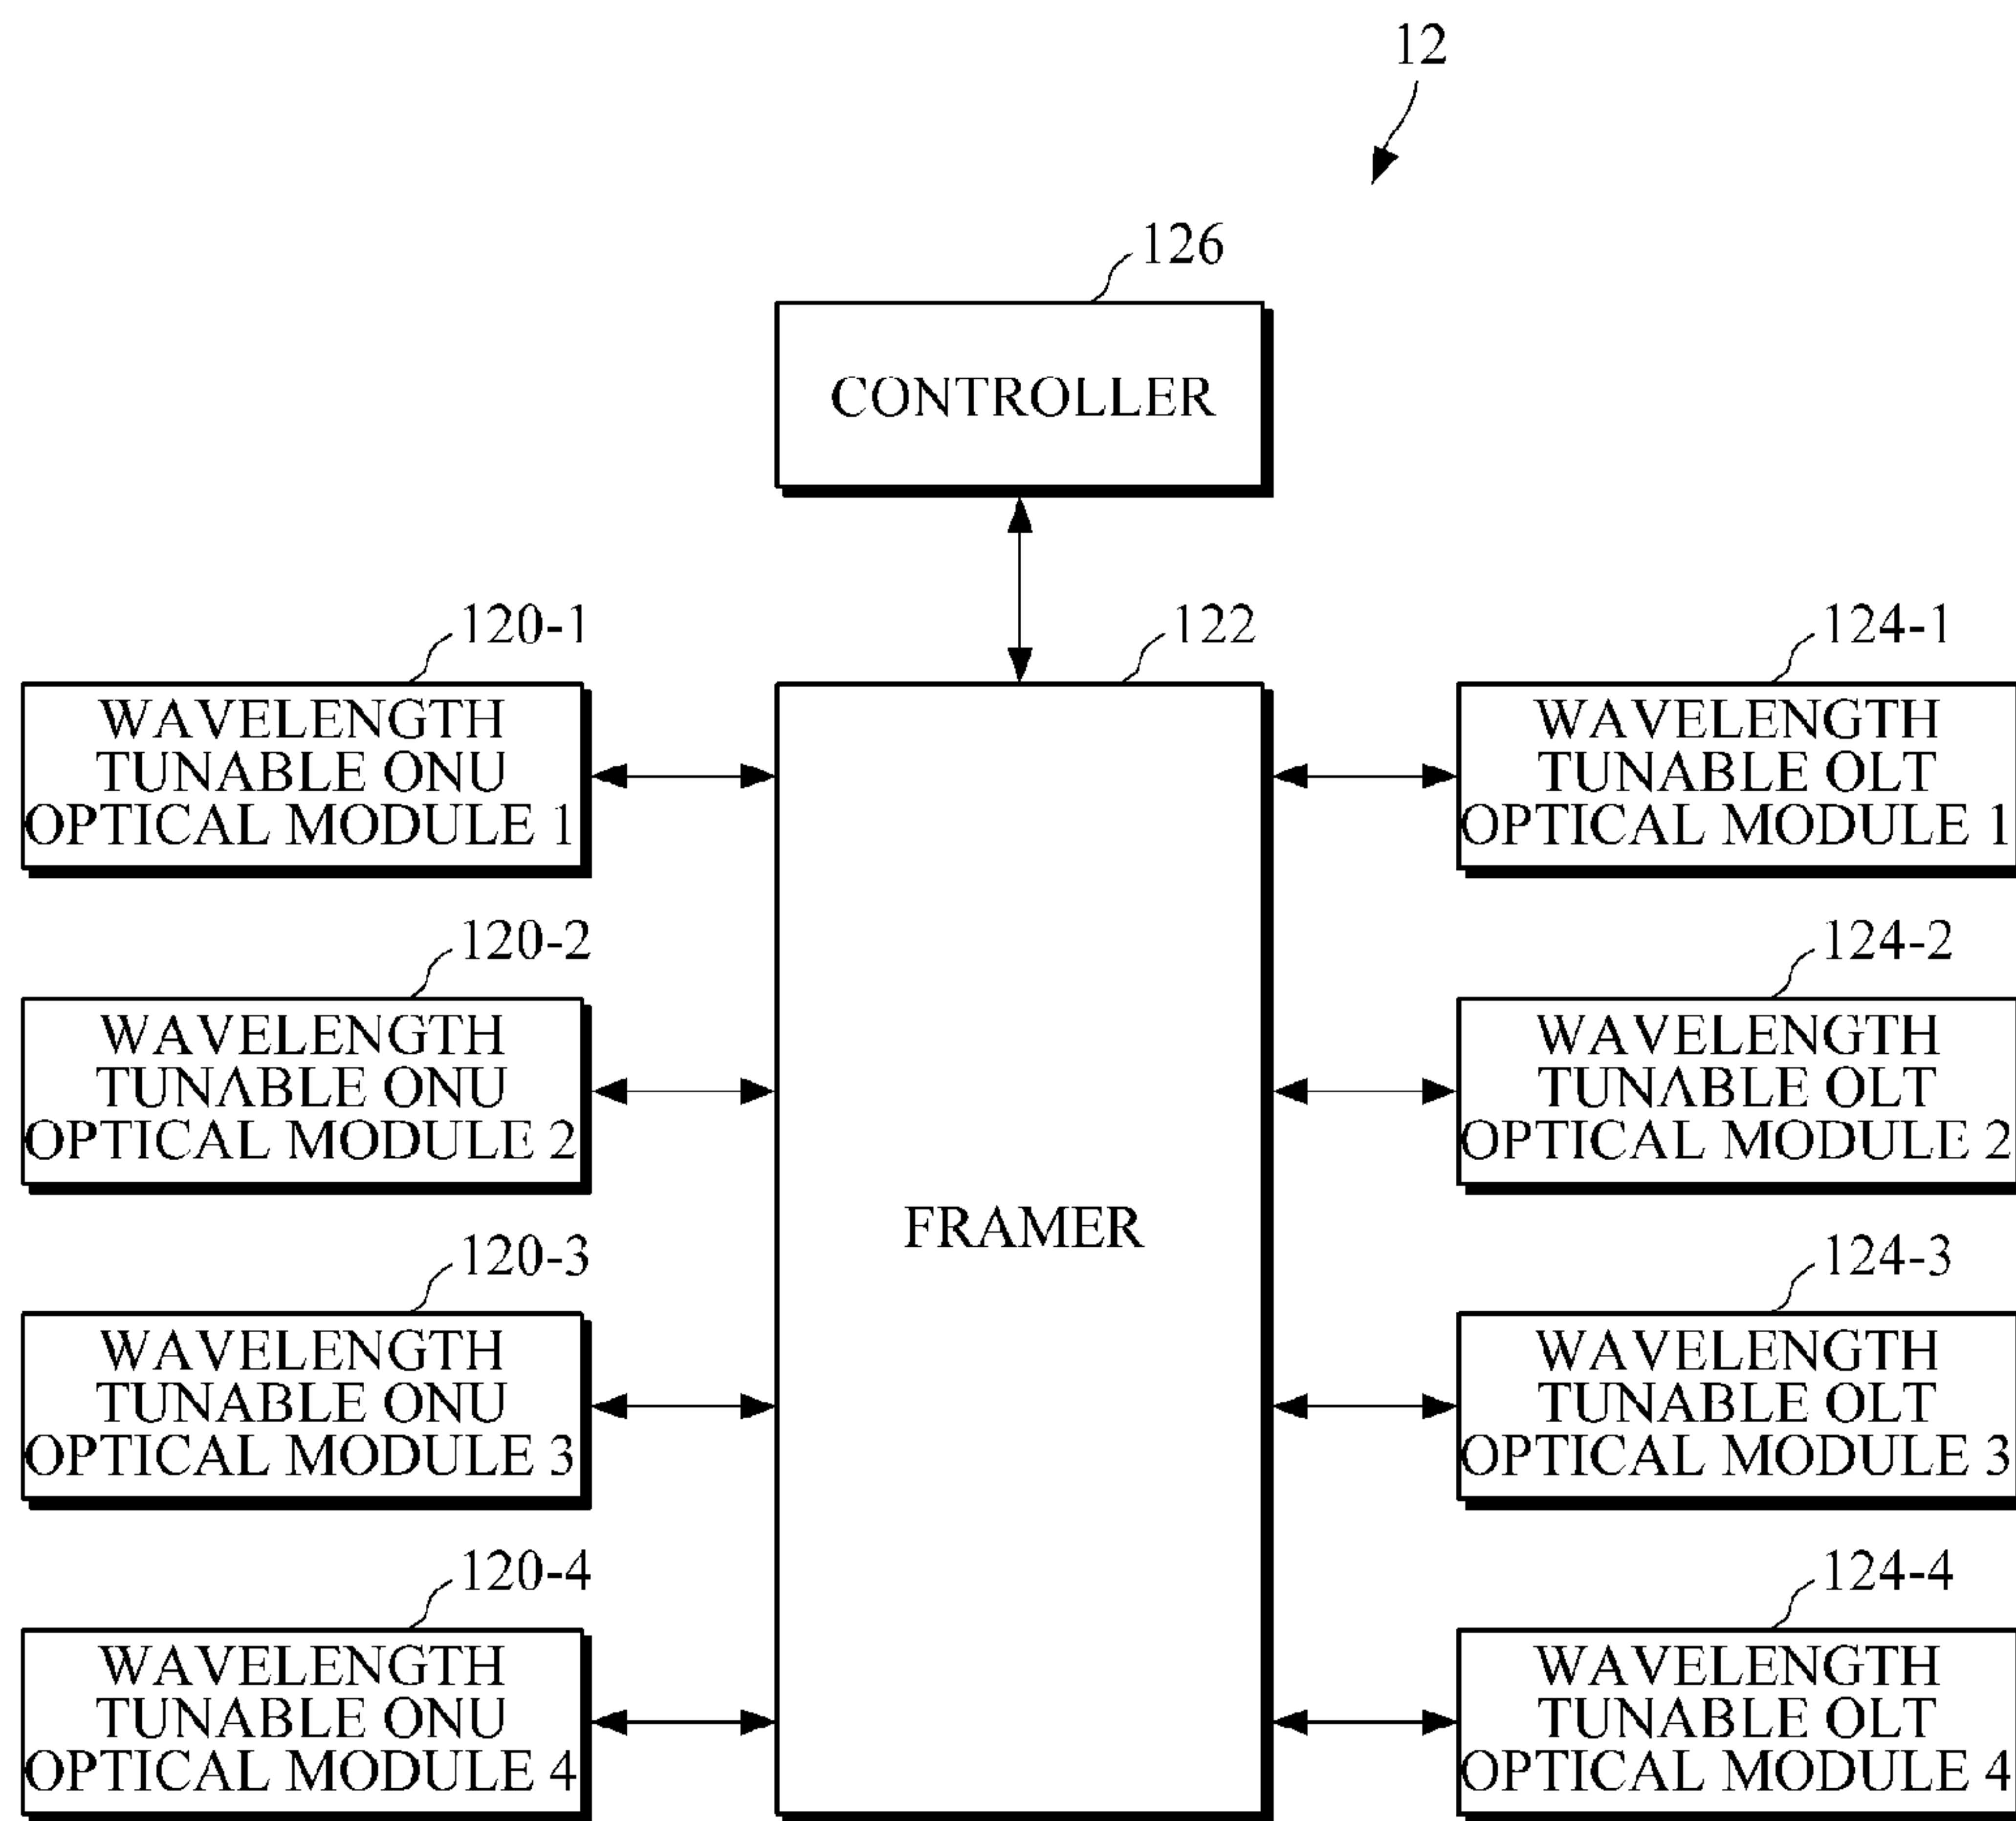 12
126
CONTROLLER
120-1
122
124-1
WAVELENGTH
TUNABLE ONU
OPTICAL MODULE 1
WAVELENGTH
TUNABLE OLT
OPTICAL MODULE 1
120-2
124-2
WAVELENGTH
TUNABLE ONU
OPTICAL MODULE 2
WAVELENGTH
TUNABLE OLT
OPTICAL MODULE 2
FRAMER
120-3
124-3
WAVELENGTH
TUNABLE ONU
OPTICAL MODULE 3
WAVELENGTH
TUNABLE OLT
OPTICAL MODULE 3
120-4
124-4
WAVELENGTH
TUNABLE ONU
OPTICAL MODULE 4
WAVELENGTH
TUNABLE OLT
OPTICAL MODULE 4